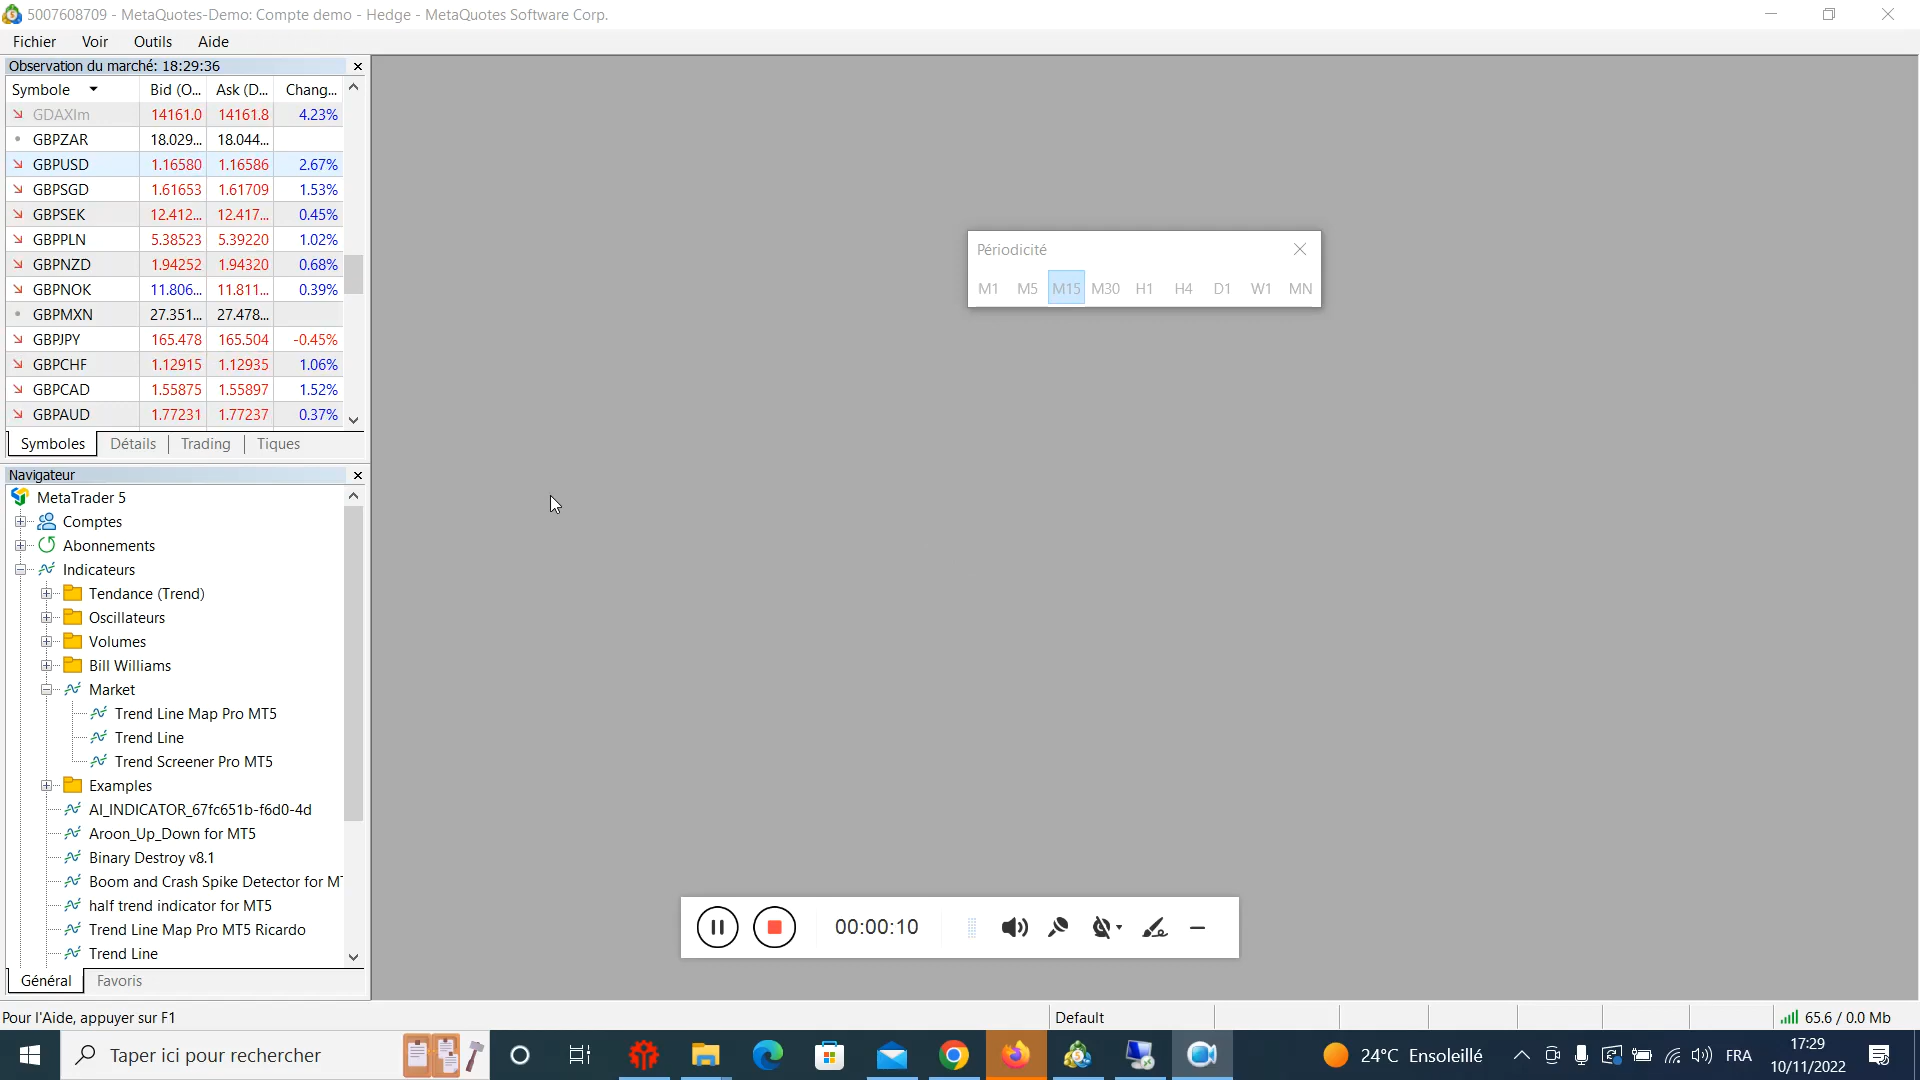 5007608709 - MetaQuotes-Demo: Compte demo - Hedge - MetaQuotes Software Corp.
Fichier Voir Outils Aide
Observation du marché: 18:29:36
Symbole Bid (O... Ask (D... Chang...
GDAXIm 14161.0 14161.8 4.23%
GBPZAR 18.029... 18.044...
GBPUSD 1.16580 1.16586 2.67%
GBPSGD 1.61653 1.61709 1.53%
GBPSEK 12.412... 12.417... 0.45%
GBPPLN 5.38523 5.39220 1.02%
GBPNZD 1.94252 1.94320 0.68%
GBPNOK 11.806... 11.811... 0.39%
GBPMXN 27.351... 27.478...
GBPJPY 165.478 165.504 -0.45%
GBPCHF 1.12915 1.12935 1.06%
GBPCAD 1.55875 1.55897 1.52%
GBPAUD 1.77231 1.77237 0.37%
Symboles Détails Trading Tiques
Navigateur
MetaTrader 5
Comptes
Abonnements
Indicateurs
Tendance (Trend)
Oscillateurs
Volumes
Bill Williams
Market
Trend Line Map Pro MT5
Trend Line
Trend Screener Pro MT5
Examples
AI_INDICATOR_67fc651b-f6d0-4d
Aroon_Up_Down for MT5
Binary Destroy v8.1
Boom and Crash Spike Detector for M
half trend indicator for MT5
Trend Line Map Pro MT5 Ricardo
Trend Line
Général Favoris
Périodicité
M1 M5 M15 M30 H1 H4 D1 W1 MN
00:00:10
Pour l'Aide, appuyer sur F1
Default
65.6 / 0.0 Mb
Taper ici pour rechercher
24°C Ensoleillé
FRA
17:29
10/11/2022